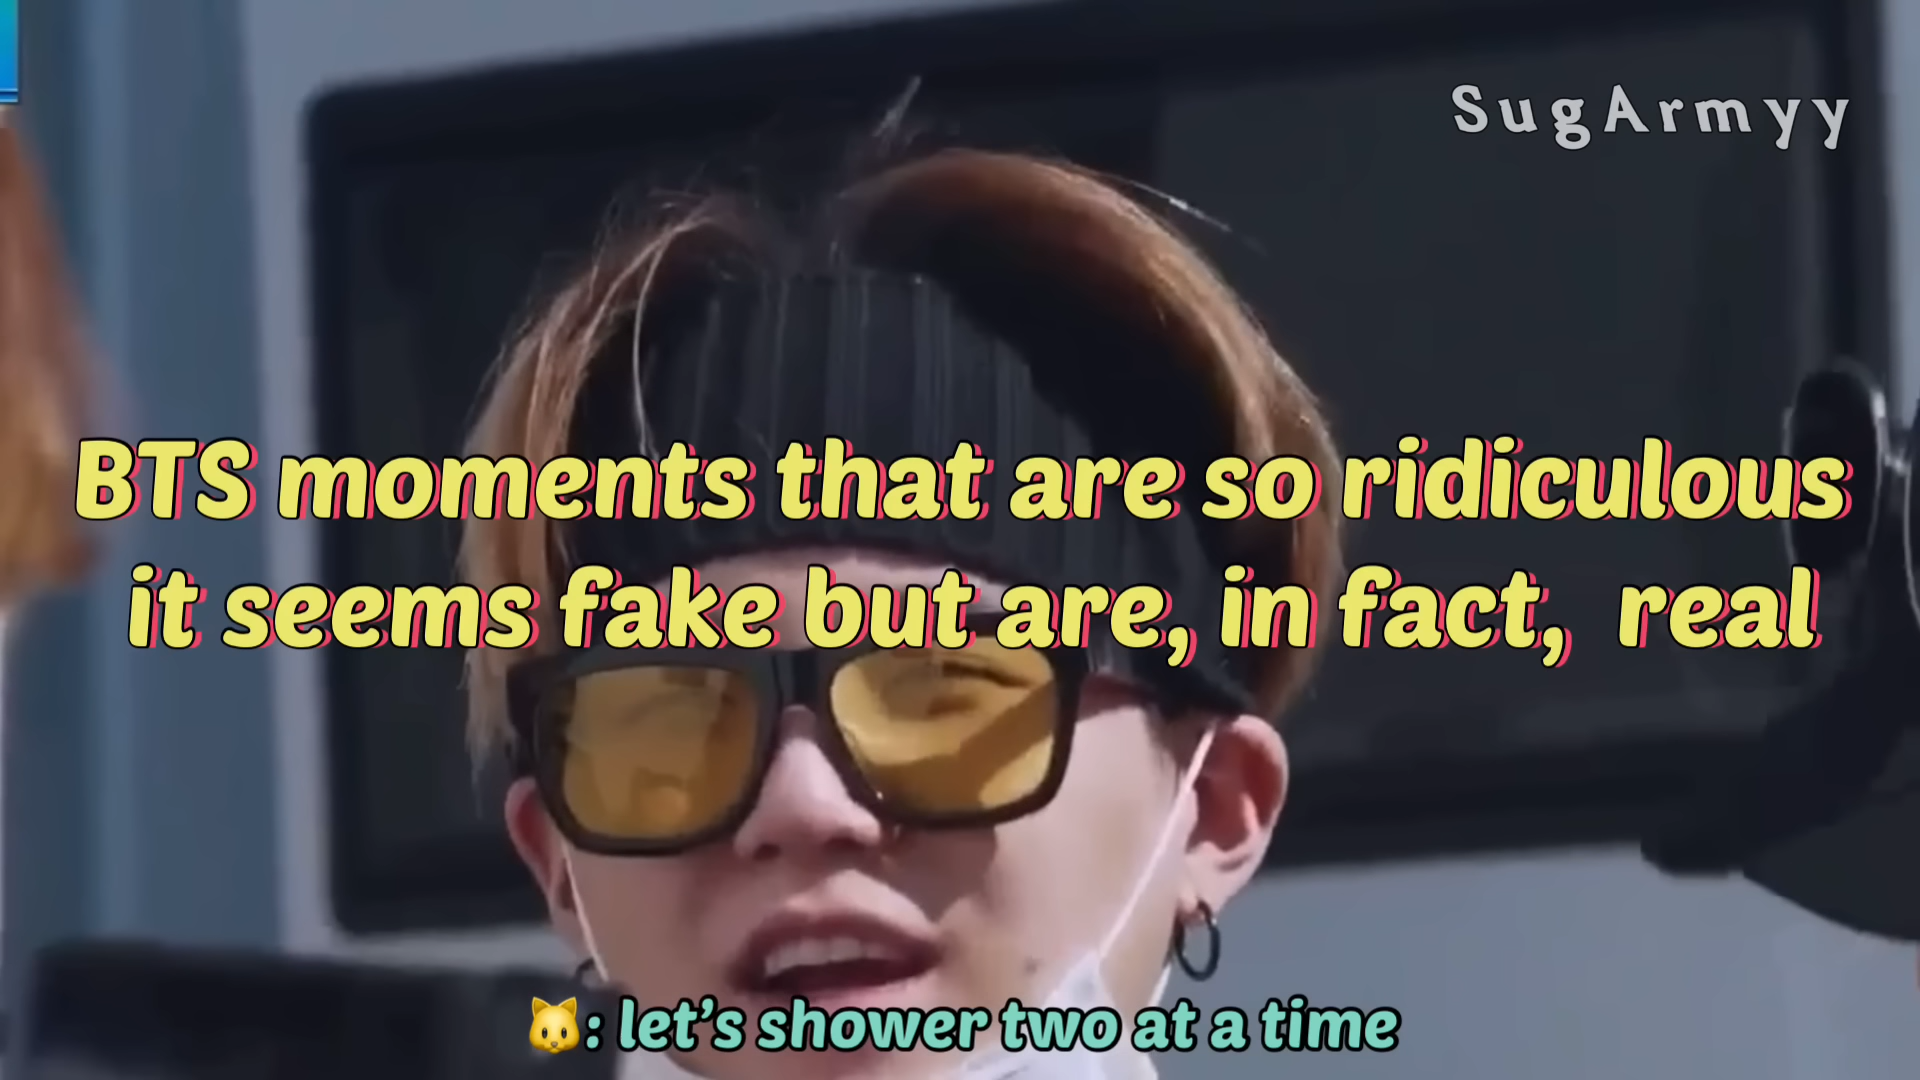 SugArmyy
BTS moments that are so ridiculous
it seems fake but are, in fact, real
🐱: let's shower two at a time